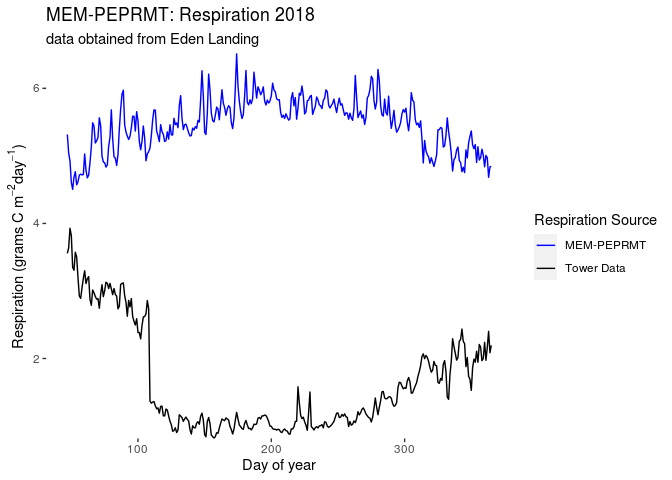 MEM-PEPRMT: Respiration 2018
data obtained from Eden Landing
Respiration (grams C m⁻²day⁻¹)
6
4
2
100
200
300
Day of year
Respiration Source
MEM-PEPRMT
Tower Data